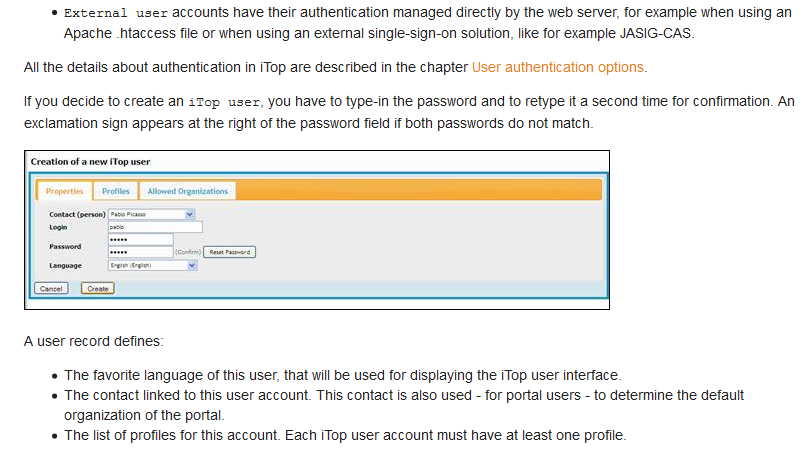 • External user accounts have their authentication managed directly by the web server, for example when using an
Apache .htaccess file or when using an external single-sign-on solution, like for example JASIG-CAS.
All the details about authentication in iTop are described in the chapter User authentication options.
If you decide to create an iTop user, you have to type-in the password and to retype it a second time for confirmation. An
exclamation sign appears at the right of the password field if both passwords do not match.
Creation of a new iTop user
Properties Profiles Allowed Organizations
Contact (person) Pablo Picasso
Login pablo
Password •••••
••••• (Confirm) Reset Password
Language English (English)
Cancel Create
A user record defines:
• The favorite language of this user, that will be used for displaying the iTop user interface.
• The contact linked to this user account. This contact is also used - for portal users - to determine the default
organization of the portal.
• The list of profiles for this account. Each iTop user account must have at least one profile.